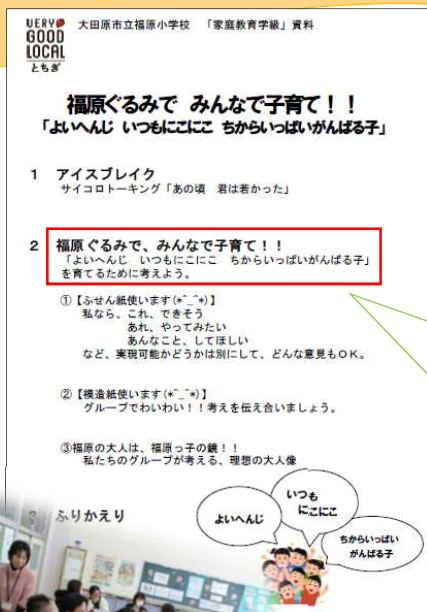 VERY
GOOD
LOCAL
とちぎ
大田原市立福原小学校 「家庭教育学級」資料
福原ぐるみで みんなで子育て！！
「よいへんじ いつもにこにこ ちからいっぱいがんばる子」
1 アイスブレイク
サイコロトーキング「あの頃 君は若かった」
2 福原ぐるみで、みんなで子育て！！
「よいへんじ いつもにこにこ ちからいっぱいがんばる子」
を育てるために考えよう。
①【ふせん紙使います(*^_^*)】
私なら、これ、できそう
あれ、やってみたい
あんなこと、してほしい
など、実現可能かどうかは別にして、どんな意見もＯＫ。
②【模造紙使います(*^_^*)】
グループでわいわい！！考えを伝え合いましょう。
③福原の大人は、福原っ子の鏡！！
私たちのグループが考える、理想の大人像
3 ふりかえり
よいへんじ
いつも
にこにこ
ちからいっぱい
がんばる子